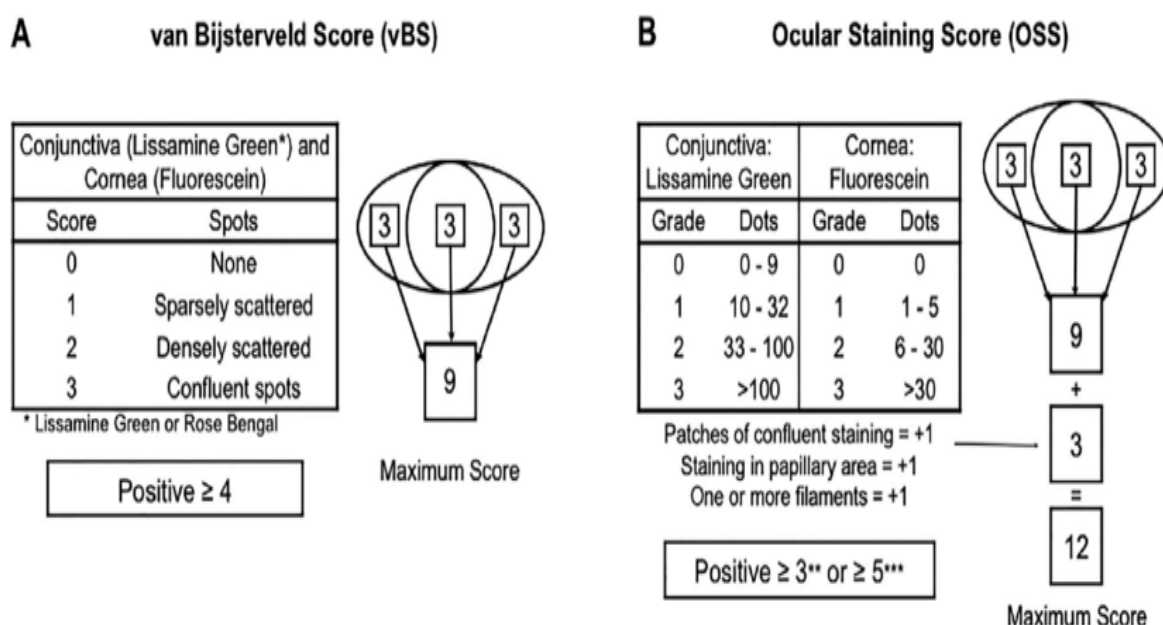 A van Bijsterveld Score (vBS)
Conjunctiva (Lissamine Green*) and
Cornea (Fluorescein)
Score Spots
0 None
1 Sparsely scattered
2 Densely scattered
3 Confluent spots
* Lissamine Green or Rose Bengal
Positive ≥ 4
3 3 3
9
Maximum Score
B Ocular Staining Score (OSS)
Conjunctiva: Cornea:
Lissamine Green Fluorescein
Grade Dots Grade Dots
0 0 - 9 0 0
1 10 - 32 1 1 - 5
2 33 - 100 2 6 - 30
3 >100 3 >30
Patches of confluent staining = +1
Staining in papillary area = +1
One or more filaments = +1
Positive ≥ 3** or ≥ 5***
3 3 3
9
+
3
=
12
Maximum Score